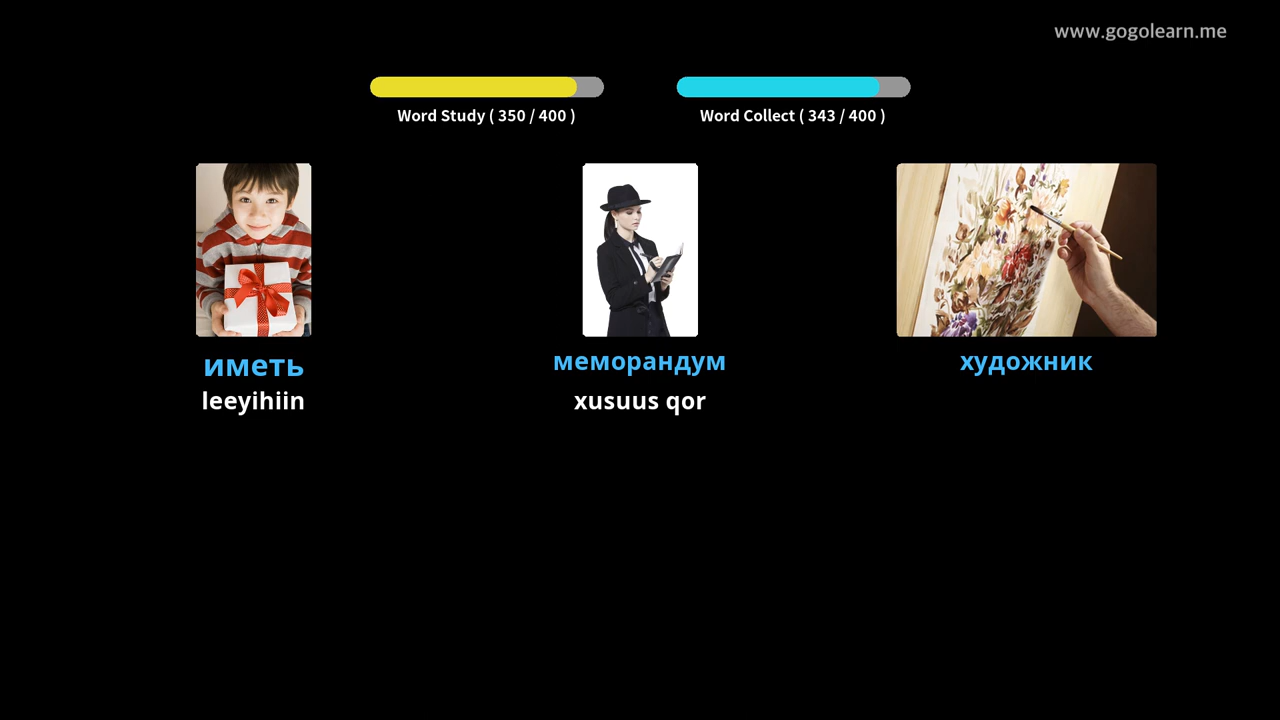 www.gogolearn.me
Word Study ( 350 / 400 )
Word Collect ( 343 / 400 )
иметь
leeyihiin
меморандум
xusuus qor
художник